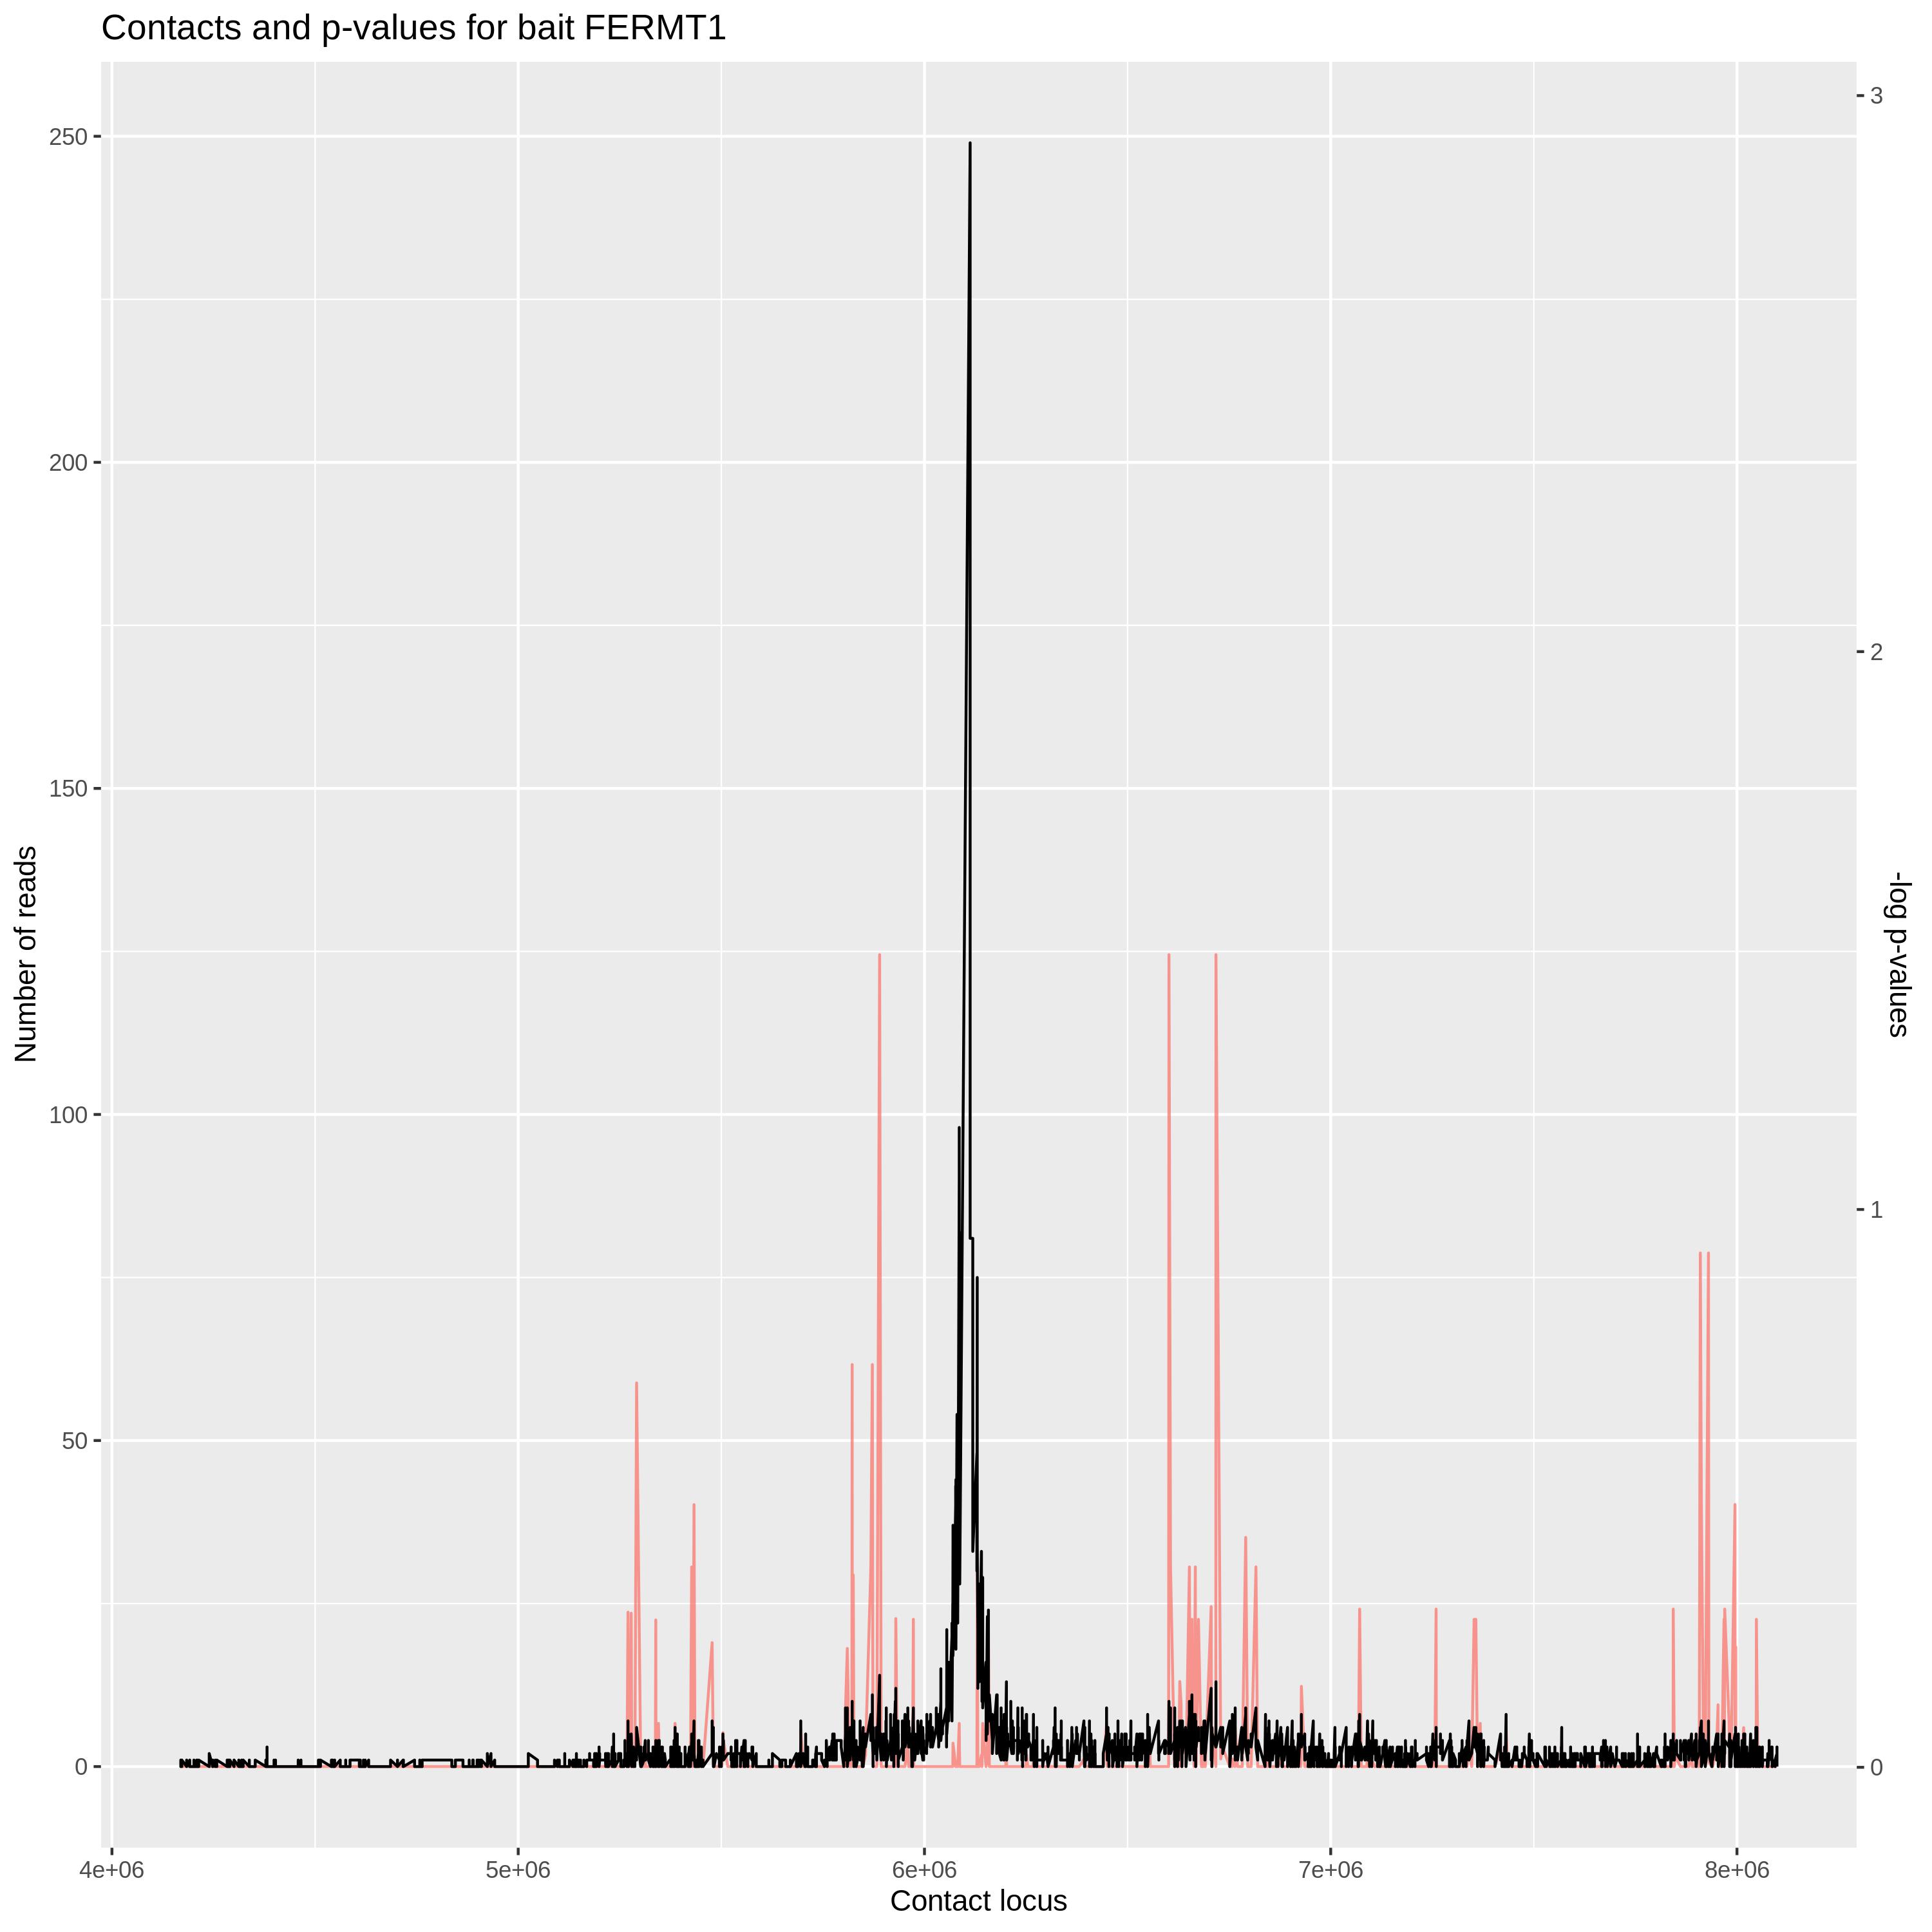 Contacts and p-values for bait FERMT1
250
200
150
100
50
0
Number of reads
3
2
1
0
-log p-values
4e+06
5e+06
6e+06
7e+06
8e+06
Contact locus